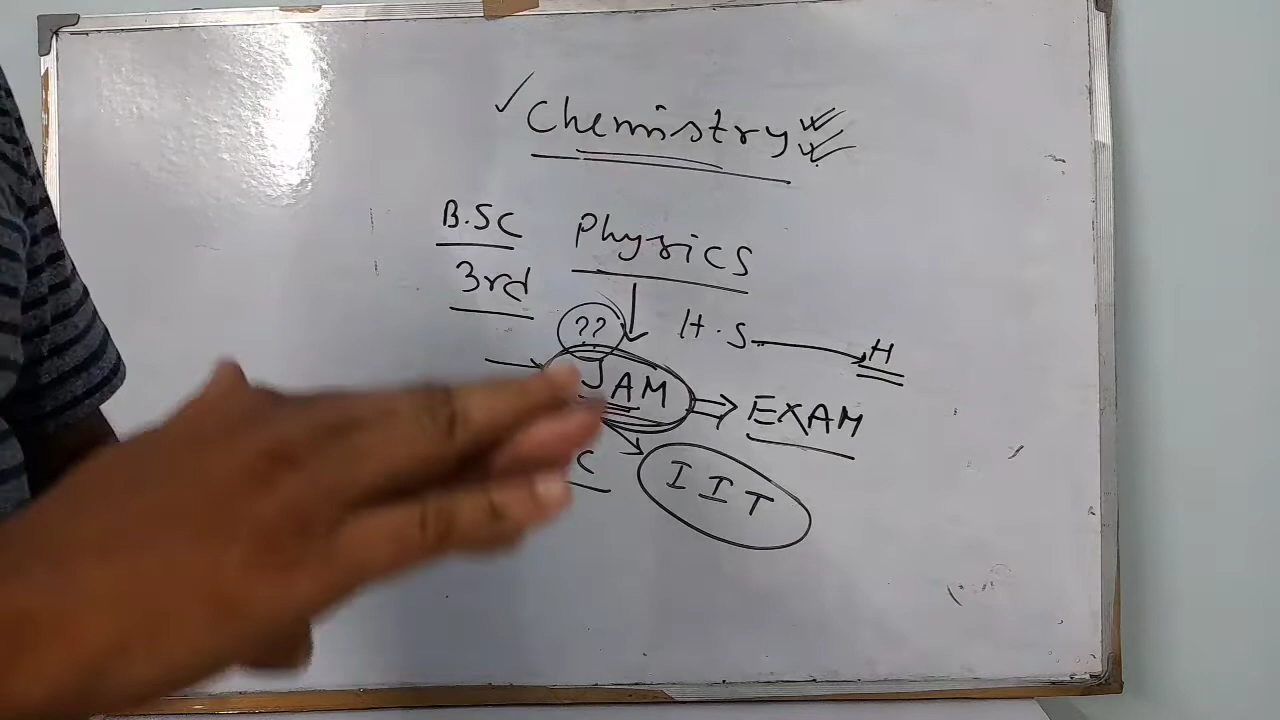 Chemistry
B.SC Physics
3rd
?? H.S H
JAM EXAM
C IIT